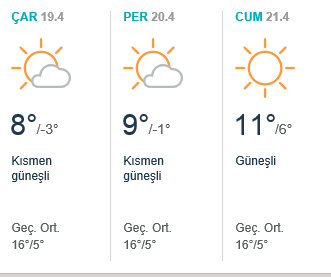 ÇAR 19.4
8°/-3°
Kısmen
güneşli
Geç. Ort.
16°/5°
PER 20.4
9°/-1°
Kısmen
güneşli
Geç. Ort.
16°/5°
CUM 21.4
11°/6°
Güneşli
Geç. Ort.
16°/5°